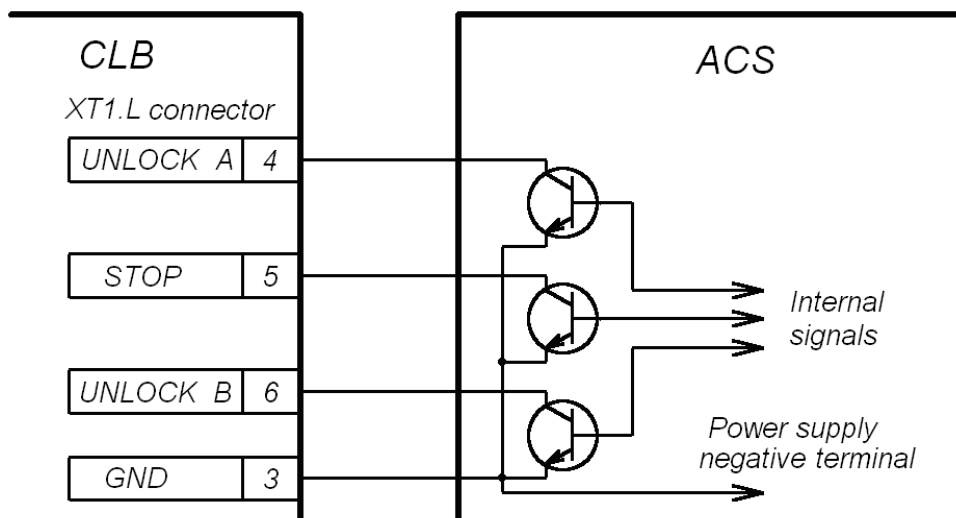 CLB
ACS
XT1.L connector
UNLOCK A 4
STOP 5
UNLOCK B 6
GND 3
Internal
signals
Power supply
negative terminal